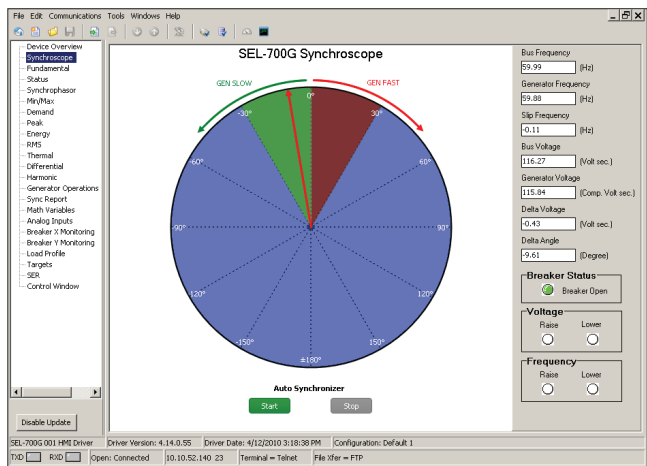 File Edit Communications Tools Windows Help
Device Overview
Synchroscope
Fundamental
Status
Synchrophasor
Min/Max
Demand
Peak
Energy
RMS
Thermal
Differential
Harmonic
Generator Operations
Sync Report
Math Variables
Analog Inputs
Breaker X Monitoring
Breaker Y Monitoring
Load Profile
Targets
SER
Control Window
Disable Update
SEL-700G Synchroscope
GEN SLOW
GEN FAST
0°
-30°
30°
-60°
60°
-90°
90°
-120°
120°
-150°
150°
±180°
Auto Synchronizer
Start
Stop
Bus Frequency
59.99 (Hz)
Generator Frequency
59.88 (Hz)
Slip Frequency
-0.11 (Hz)
Bus Voltage
116.27 (Volt sec.)
Generator Voltage
115.84 (Comp. Volt sec.)
Delta Voltage
-0.43 (Volt sec.)
Delta Angle
-9.61 (Degree)
Breaker Status
Breaker Open
Voltage
Raise Lower
Frequency
Raise Lower
SEL-700G 001 HMI Driver Driver Version: 4.14.0.55 Driver Date: 4/12/2010 3:18:38 PM Configuration: Default 1
TXD RXD Open: Connected 10.10.52.140 23 Terminal = Telnet File Xfer = FTP